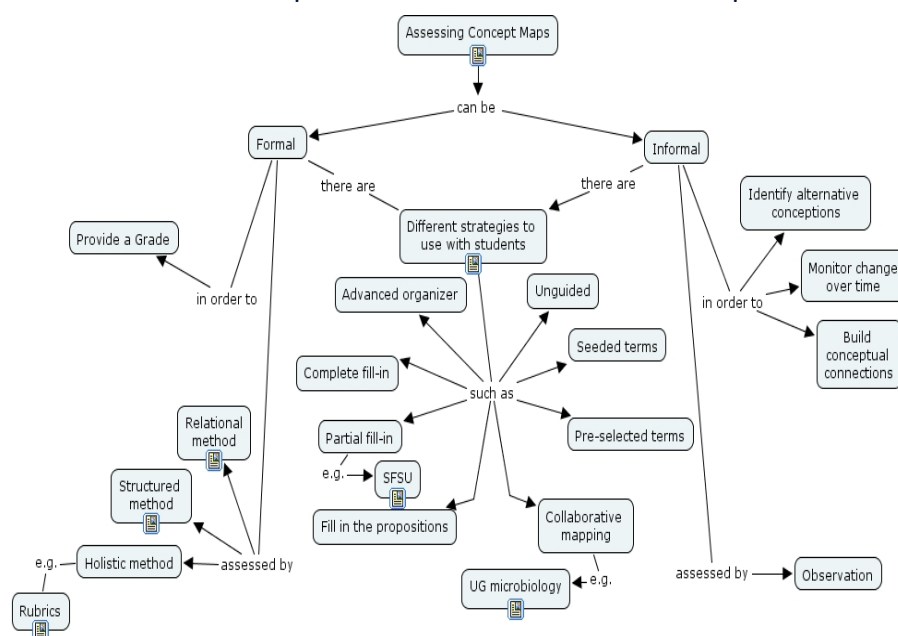 Assessing Concept Maps
can be
Formal
Informal
there are
there are
Different strategies to
use with students
Identify alternative
conceptions
Provide a Grade
in order to
Monitor change
over time
in order to
Build
conceptual
connections
Advanced organizer
Unguided
Seeded terms
Complete fill-in
such as
Pre-selected terms
Partial fill-in
e.g.
SFSU
Fill in the propositions
Collaborative
mapping
e.g.
UG microbiology
Relational
method
Structured
method
Holistic method
assessed by
e.g.
Rubrics
assessed by
Observation